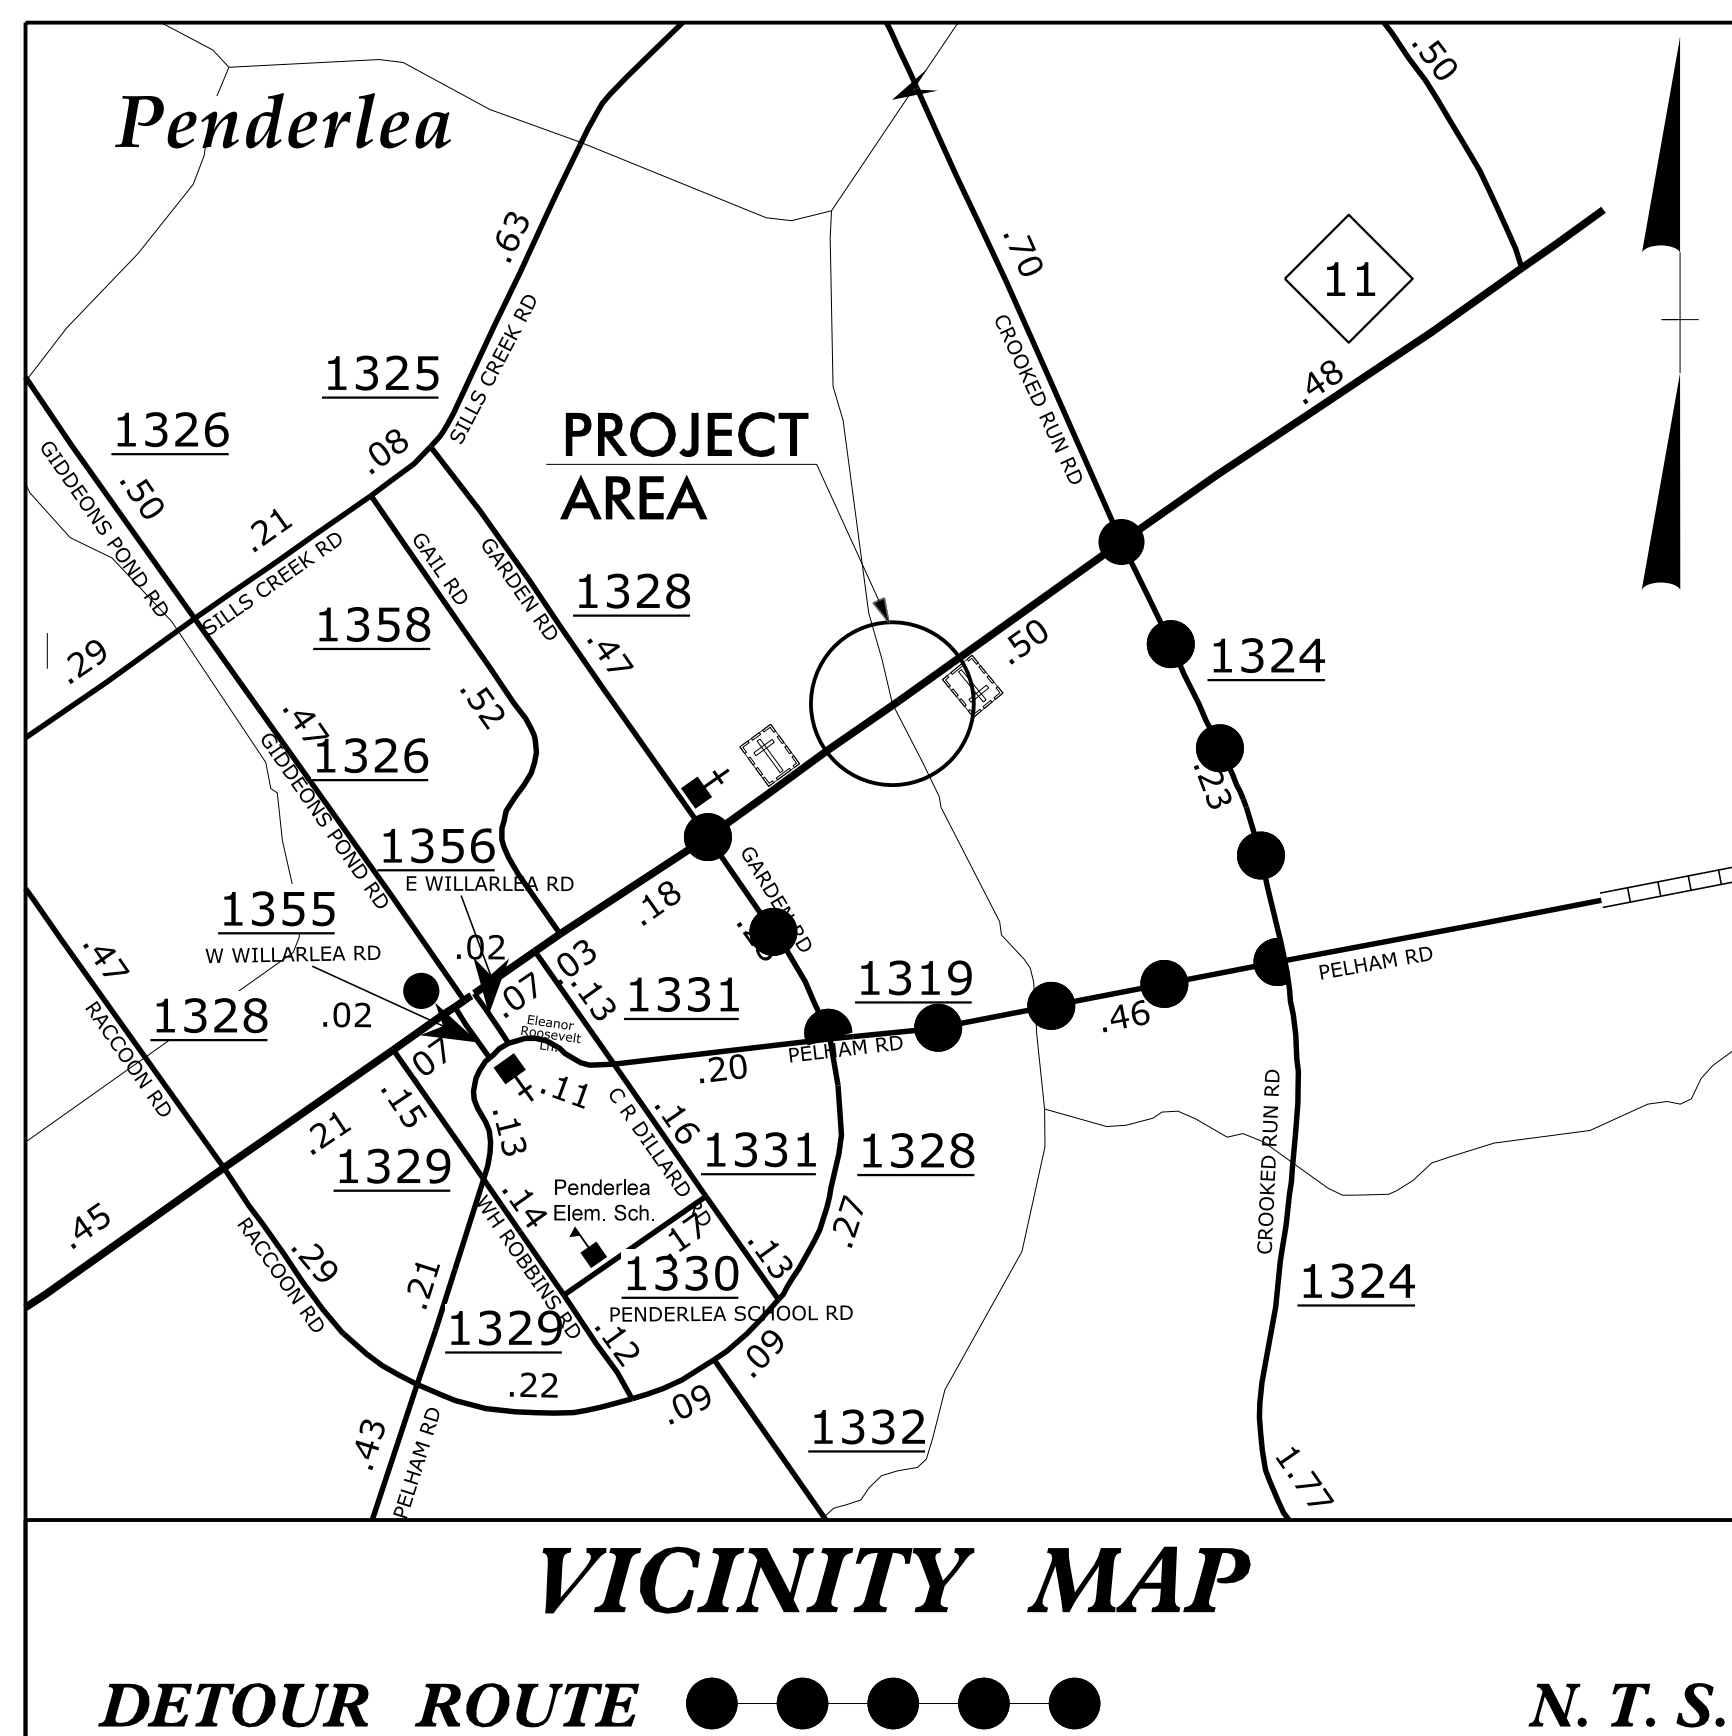 .50
Penderlea
.63
.70
11
SILLS CREEK RD
CROOKED RUN RD
.48
1325
1326
.08
PROJECT
AREA
GIDDEONS POND RD
.50
.21
SILLS CREEK RD
GAIL RD
GARDEN RD
1328
1358
.47
.50
1324
.29
.52
.47
1326
GIDDEONS POND RD
.23
1356
E WILLARLEA RD
GARDEN RD
.18
1355
W WILLARLEA RD
.02
.03
.47
PELHAM RD
1319
.07
.13
1331
1328
.02
RACCOON RD
Eleanor
Roosevelt
Ln.
.46
.07
PELHAM RD
.20
.11
.15
.13
.21
C R DILLARD RD
.16
1331
1328
1329
CROOKED RUN RD
Penderlea
Elem. Sch.
.14
WH ROBBINS RD
.17
.27
.45
RACCOON RD
.29
.21
.13
1330
1324
PENDERLEA SCHOOL RD
1329
.12
.09
.22
.09
.43
PELHAM RD
1332
1.77
VICINITY MAP
DETOUR ROUTE
N. T. S.